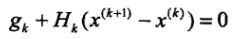 g_k + H_k(x^{(k+1)} − x^{(k)}) = 0